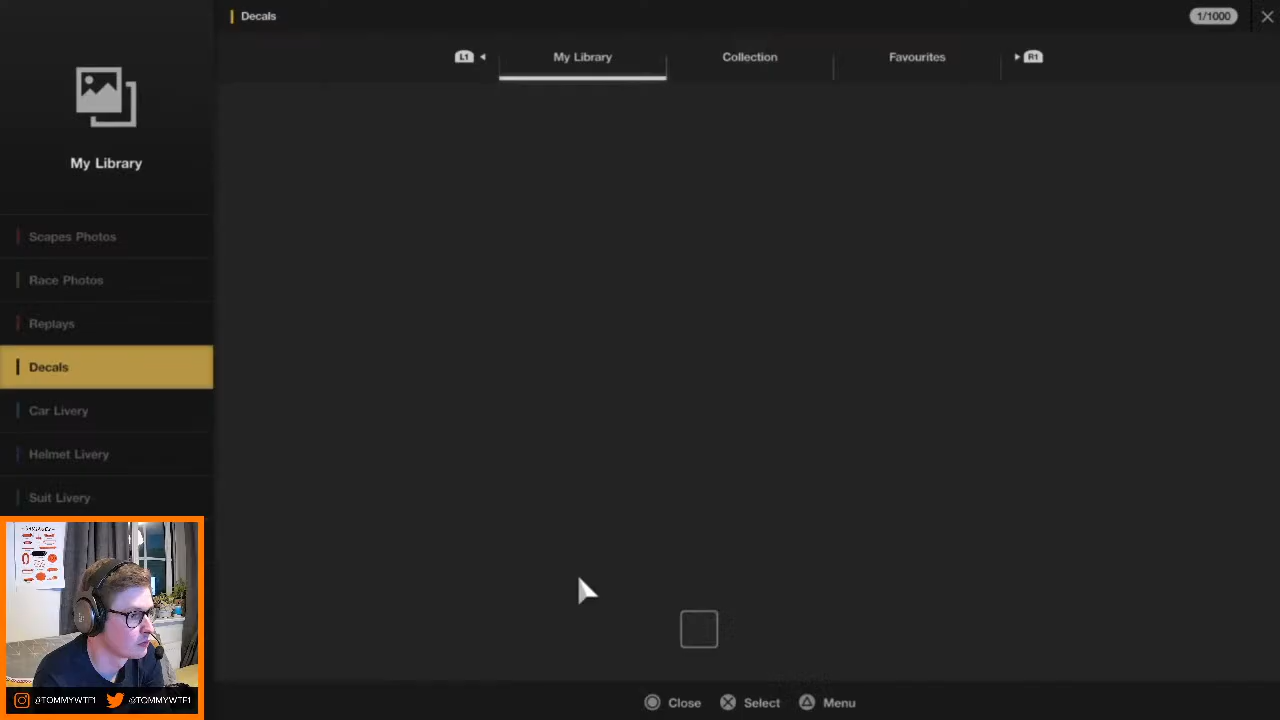 Decals
1/1000
L1
My Library
Collection
Favourites
R1
My Library
Scapes Photos
Race Photos
Replays
Decals
Car Livery
Helmet Livery
Suit Livery
@TOMMYWTF1
@TOMMYWTF1
Close
Select
Menu